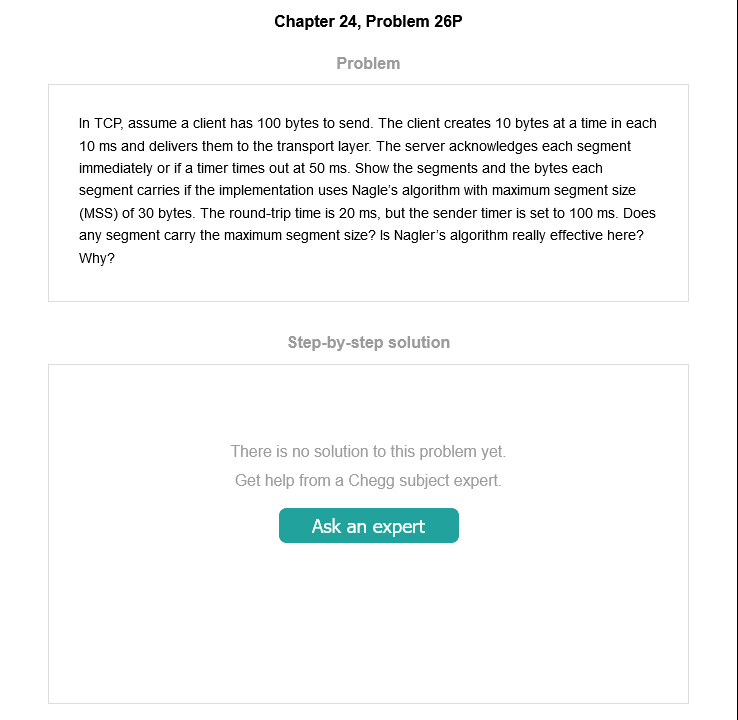 Chapter 24, Problem 26P
Problem
In TCP, assume a client has 100 bytes to send. The client creates 10 bytes at a time in each
10 ms and delivers them to the transport layer. The server acknowledges each segment
immediately or if a timer times out at 50 ms. Show the segments and the bytes each
segment carries if the implementation uses Nagle's algorithm with maximum segment size
(MSS) of 30 bytes. The round-trip time is 20 ms, but the sender timer is set to 100 ms. Does
any segment carry the maximum segment size? Is Nagler's algorithm really effective here?
Why?
Step-by-step solution
There is no solution to this problem yet.
Get help from a Chegg subject expert.
Ask an expert